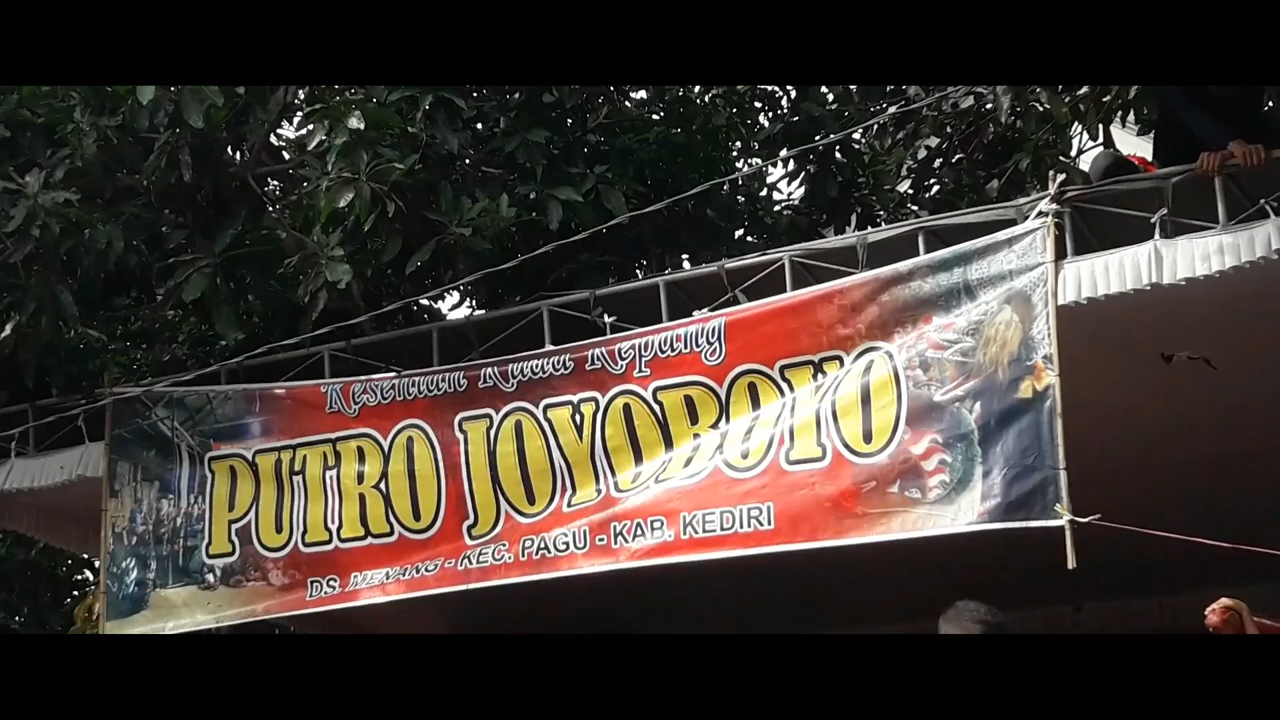 Kesenian Kuda Kepang
PUTRO JOYOBOYO
DS. MENANG - KEC. PAGU - KAB. KEDIRI